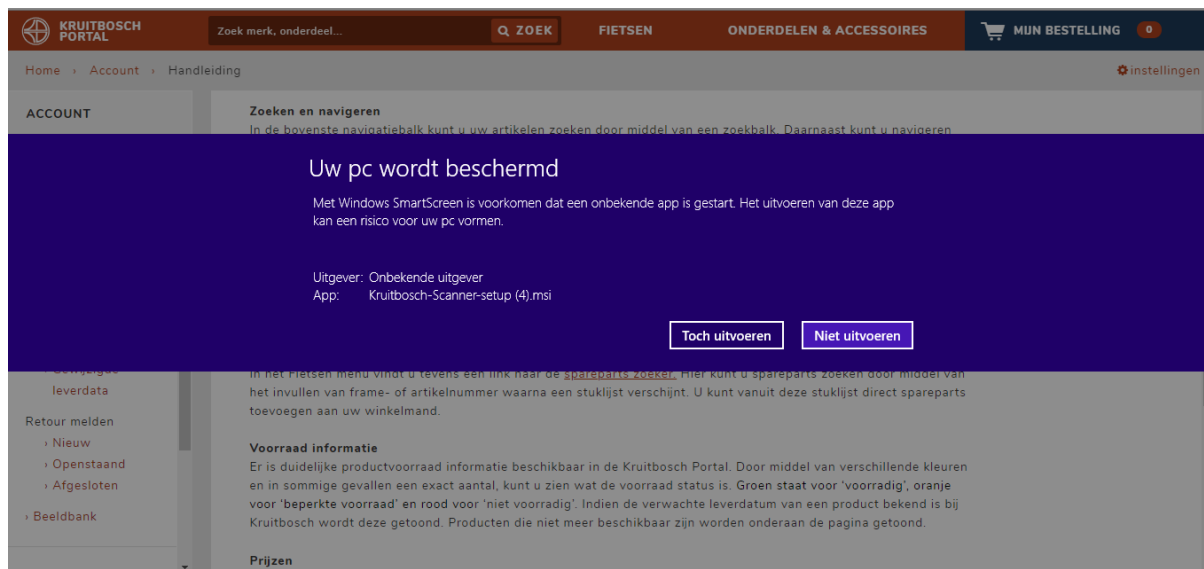 KRUITBOSCH
PORTAL
Zoek merk, onderdeel...
ZOEK
FIETSEN
ONDERDELEN & ACCESSOIRES
MIJN BESTELLING
0
Home › Account › Handleiding
instellingen
ACCOUNT
Zoeken en navigeren
In de bovenste navigatiebalk kunt u uw artikelen zoeken door middel van een zoekbalk. Daarnaast kunt u navigeren
Uw pc wordt beschermd
Met Windows SmartScreen is voorkomen dat een onbekende app is gestart. Het uitvoeren van deze app
kan een risico voor uw pc vormen.
Uitgever: Onbekende uitgever
App: Kruitbosch-Scanner-setup (4).msi
Toch uitvoeren
Niet uitvoeren
leverdata
Retour melden
› Nieuw
› Openstaand
› Afgesloten
› Beeldbank
In het Fietsen menu vindt u tevens een link naar de spareparts zoeker. Hier kunt u spareparts zoeken door middel van
het invullen van frame- of artikelnummer waarna een stuklijst verschijnt. U kunt vanuit deze stuklijst direct spareparts
toevoegen aan uw winkelmand.
Voorraad informatie
Er is duidelijke productvoorraad informatie beschikbaar in de Kruitbosch Portal. Door middel van verschillende kleuren
en in sommige gevallen een exact aantal, kunt u zien wat de voorraad status is. Groen staat voor 'voorradig', oranje
voor 'beperkte voorraad' en rood voor 'niet voorradig'. Indien de verwachte leverdatum van een product bekend is bij
Kruitbosch wordt deze getoond. Producten die niet meer beschikbaar zijn worden onderaan de pagina getoond.
Prijzen